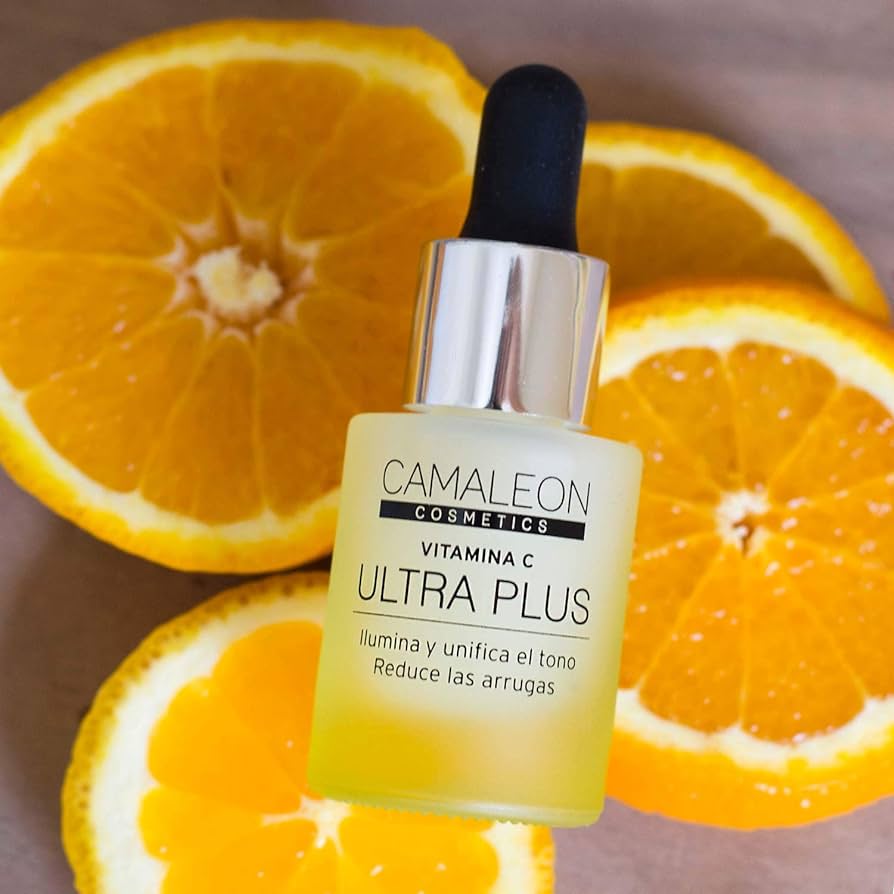 CAMALEON
COSMETICS
VITAMINA C
ULTRA PLUS
Ilumina y unifica el tono
Reduce las arrugas